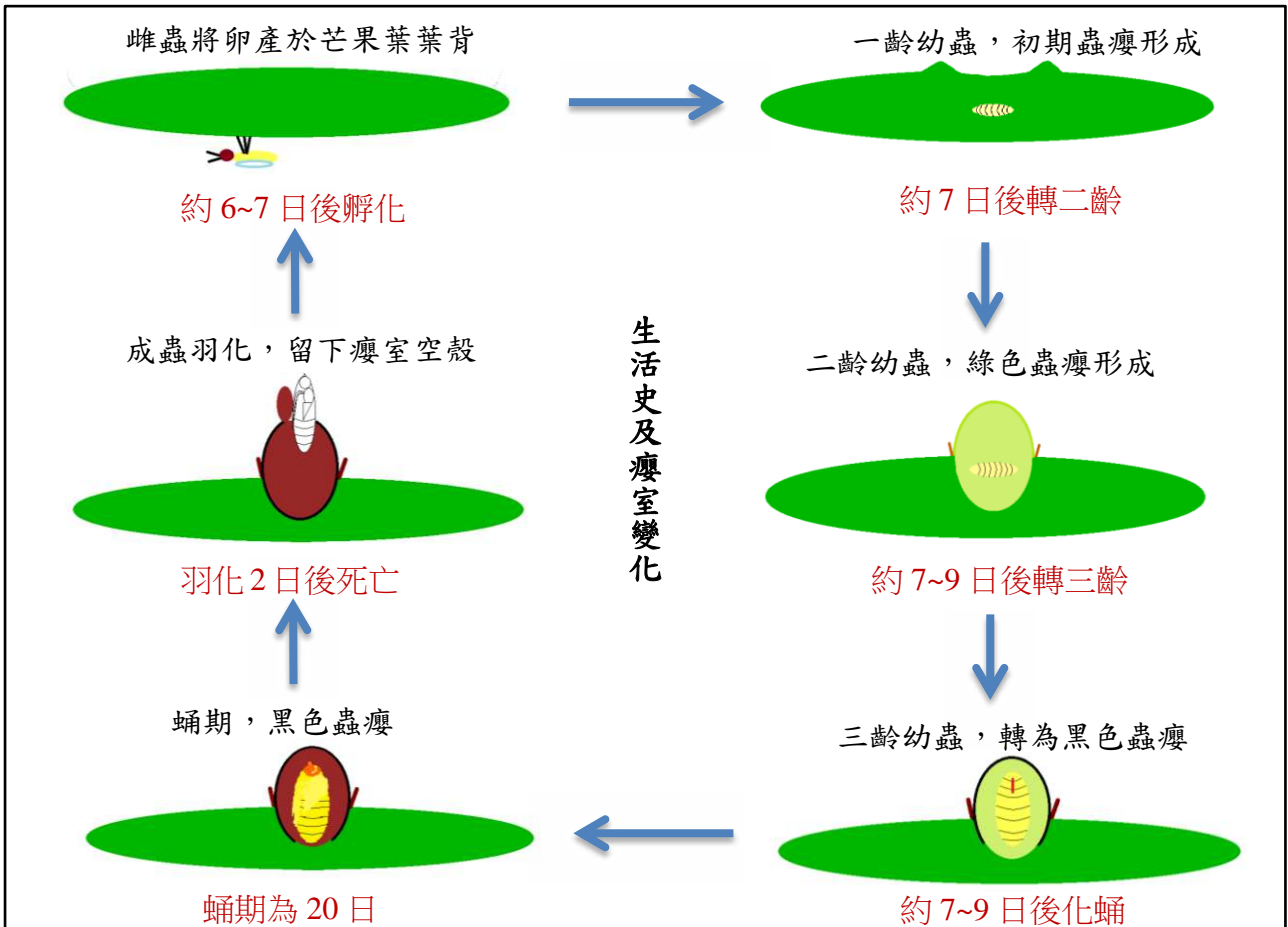 雌蟲將卵產於芒果葉葉背
約 6~7 日後孵化
一齡幼蟲，初期蟲癭形成
約 7 日後轉二齡
二齡幼蟲，綠色蟲癭形成
約 7~9 日後轉三齡
三齡幼蟲，轉為黑色蟲癭
約 7~9 日後化蛹
蛹期，黑色蟲癭
蛹期為 20 日
成蟲羽化，留下癭室空殼
羽化 2 日後死亡
生活史及癭室變化